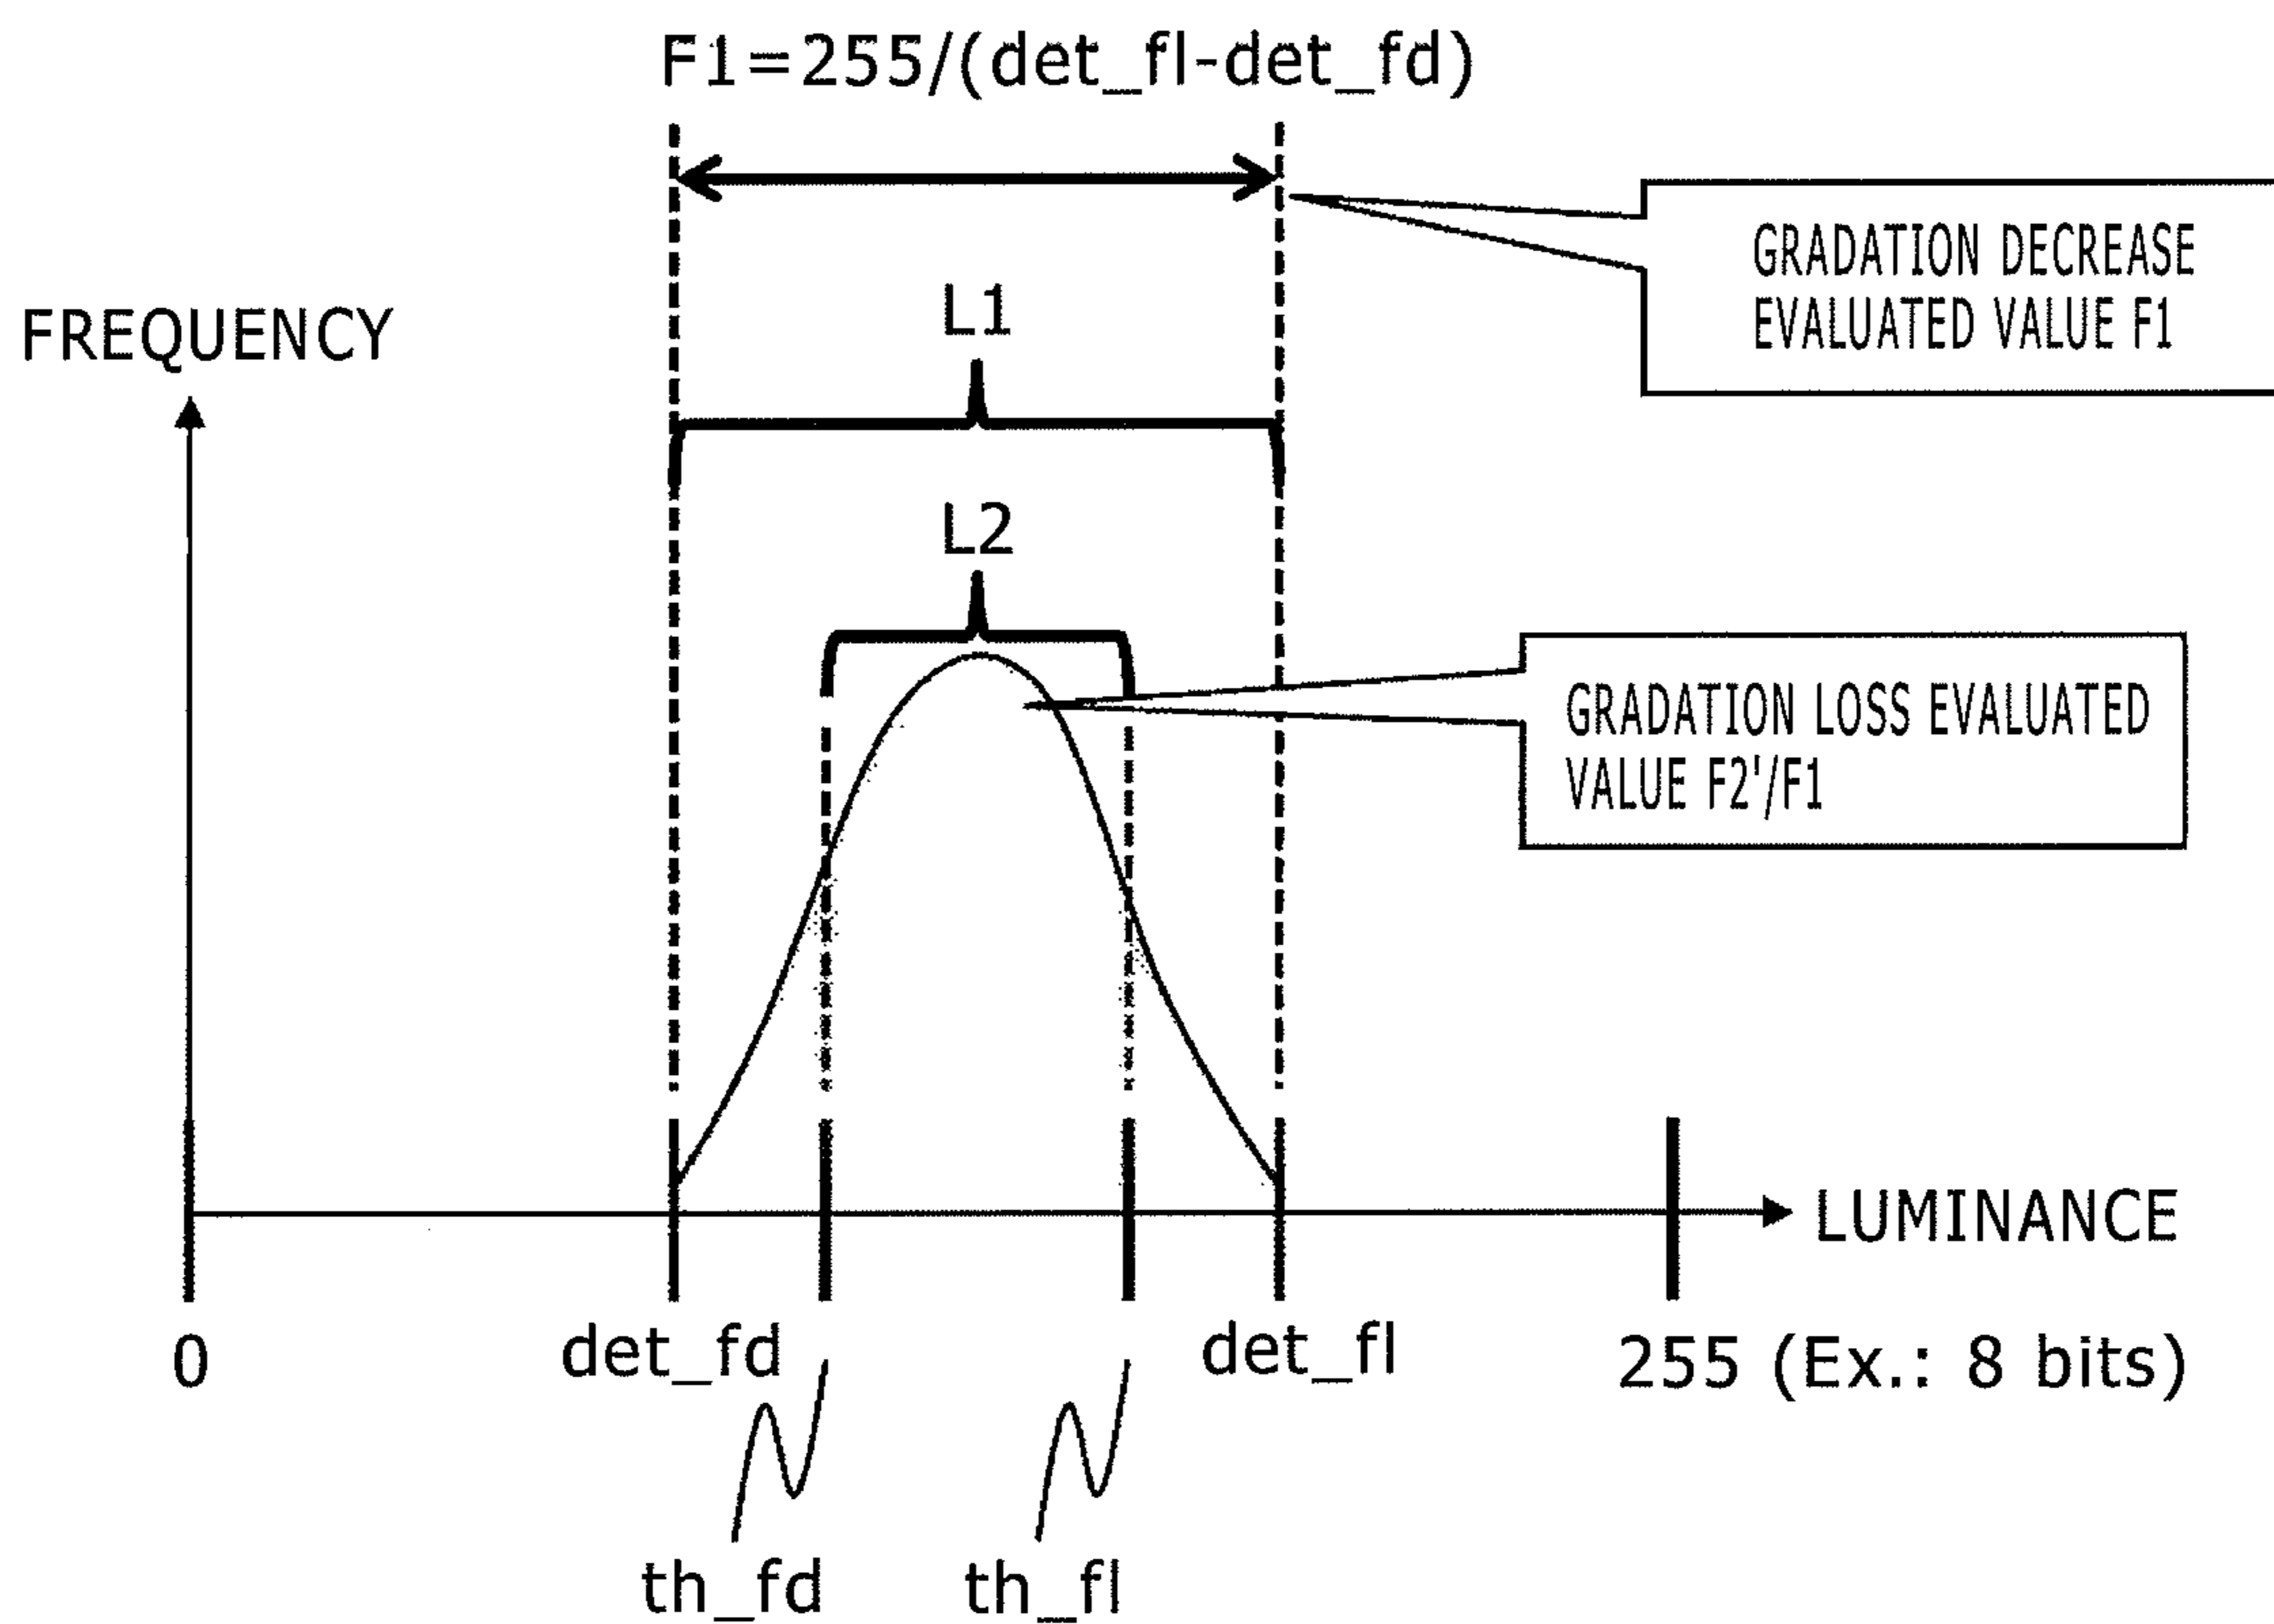 F1=255/(det_fl-det_fd)
GRADATION DECREASE
EVALUATED VALUE F1
L1
FREQUENCY
L2
GRADATION LOSS EVALUATED
VALUE F2'/F1
LUMINANCE
0
det_fd
det_fl
255 (Ex.: 8 bits)
th_fd
th_fl